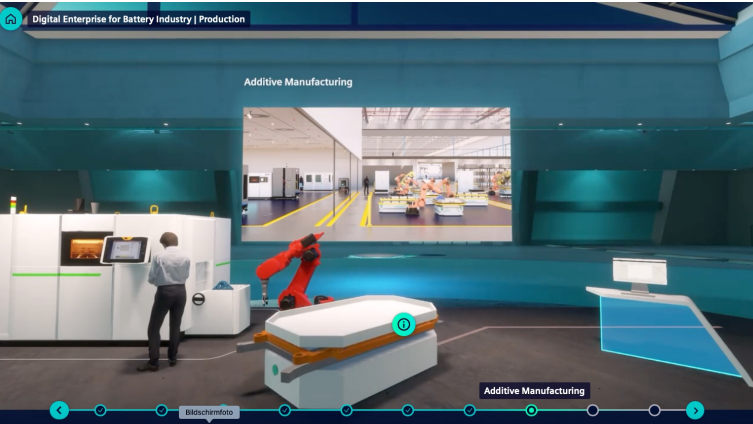 Digital Enterprise for Battery Industry | Production
Additive Manufacturing
Additive Manufacturing
Bildschirmfoto